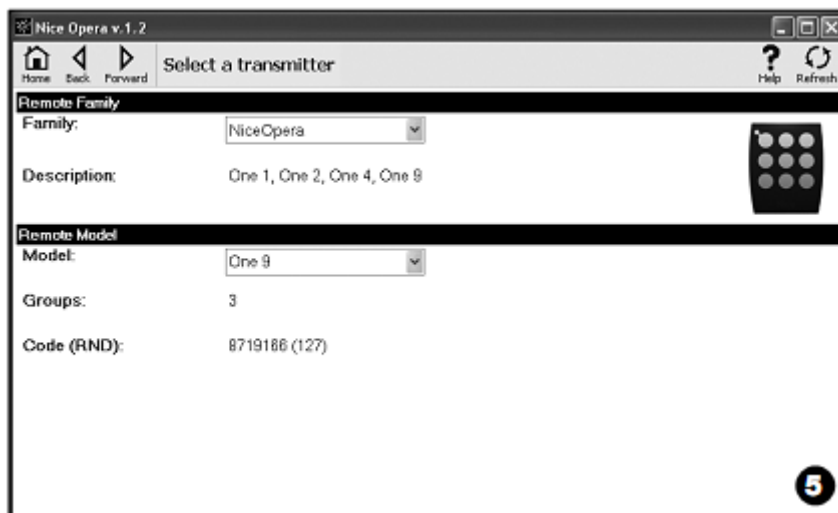 Nice Opera v.1.2
Home Back Forward Select a transmitter Help Refresh
Remote Family
Family: NiceOpera
Description: One 1, One 2, One 4, One 9
Remote Model
Model: One 9
Groups: 3
Code (RND): 8719166 (127)
5